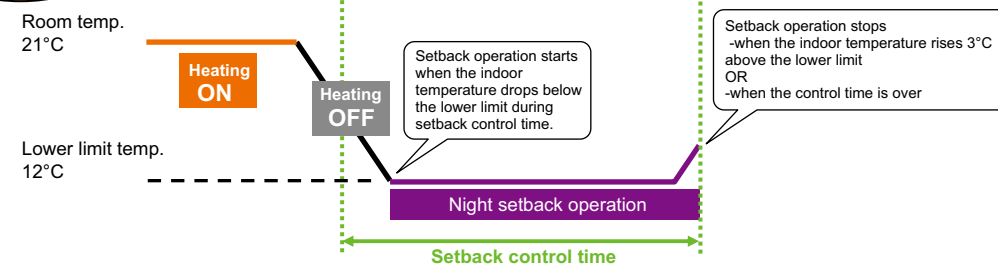 Room temp.
21°C
Heating
ON
Heating
OFF
Setback operation starts
when the indoor
temperature drops below
the lower limit during
setback control time.
Setback operation stops
-when the indoor temperature rises 3°C
above the lower limit
OR
-when the control time is over
Lower limit temp.
12°C
Night setback operation
Setback control time